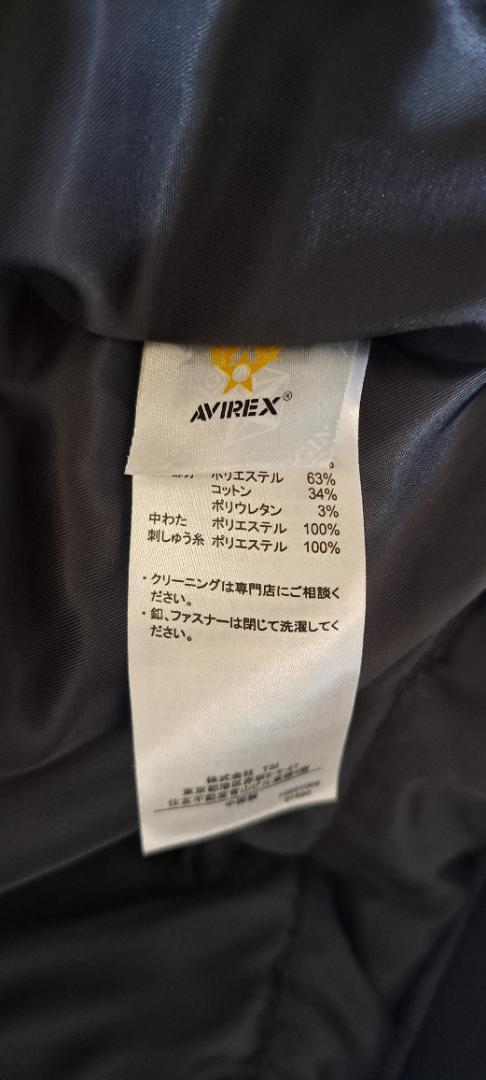 AVIREX®
ポリエステル 63%
コットン 34%
ポリウレタン 3%
中わた ポリエステル 100%
刺しゅう糸 ポリエステル 100%
・クリーニングは専門店にご相談く
ださい。
・釦、ファスナーは閉じて洗濯してく
ださい。